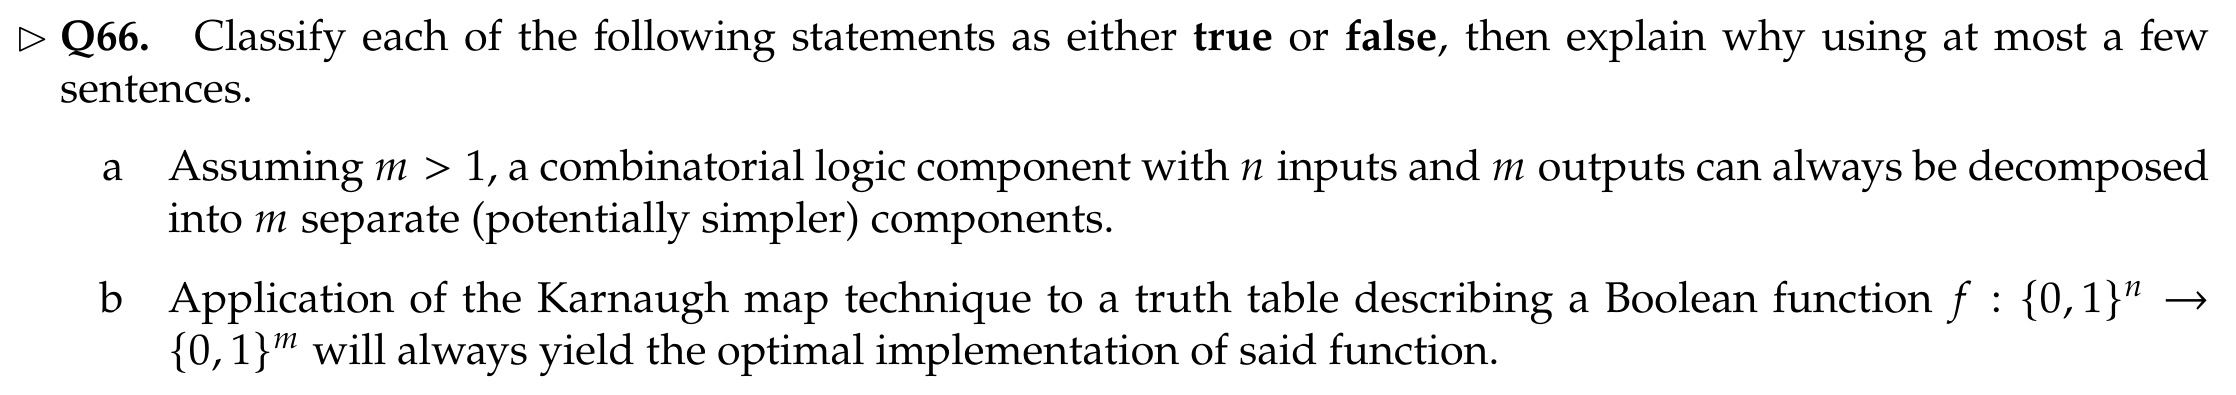 ▷ Q66. Classify each of the following statements as either true or false, then explain why using at most a few
sentences.
a Assuming m > 1, a combinatorial logic component with n inputs and m outputs can always be decomposed
into m separate (potentially simpler) components.
b Application of the Karnaugh map technique to a truth table describing a Boolean function f : {0, 1}ⁿ →
{0, 1}ᵐ will always yield the optimal implementation of said function.